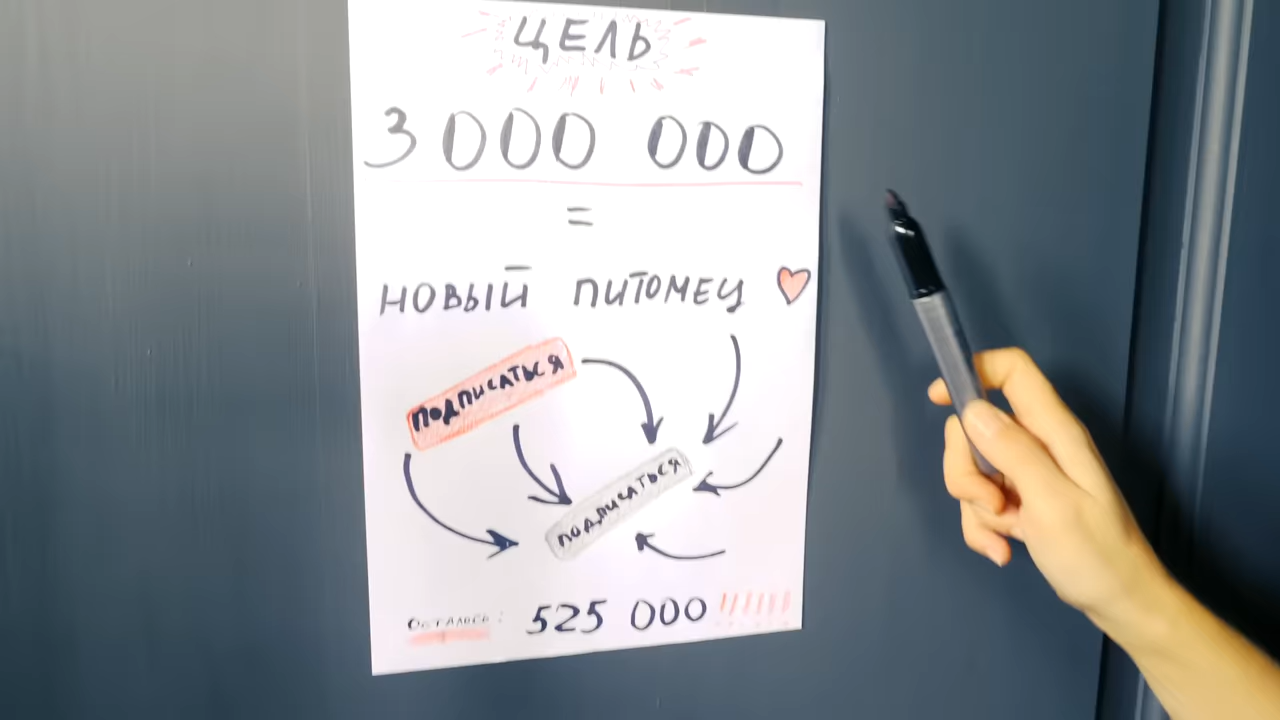 ЦЕЛЬ
3 000 000
=
НОВЫЙ ПИТОМЕЦ
ПОДПИСАТЬСЯ
ПОДПИСАТЬСЯ
ОСТАЛОСЬ: 525 000 !!!!!!